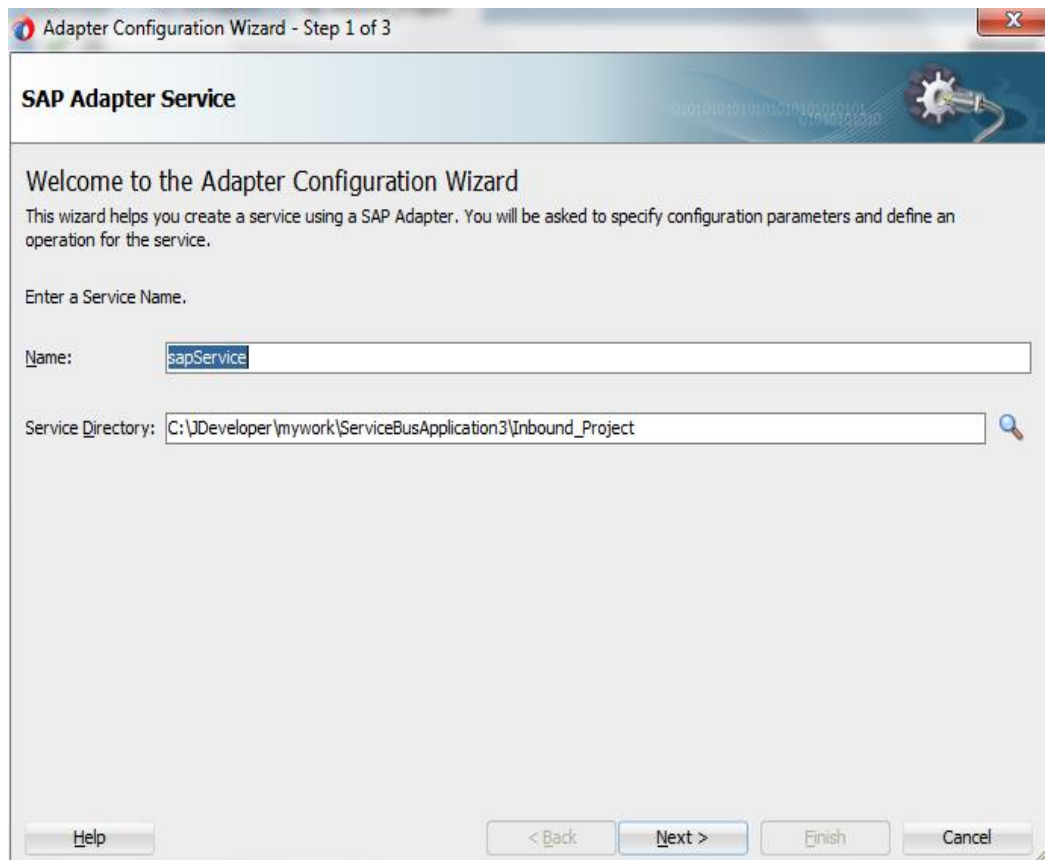 Adapter Configuration Wizard - Step 1 of 3
X
SAP Adapter Service
Welcome to the Adapter Configuration Wizard
This wizard helps you create a service using a SAP Adapter. You will be asked to specify configuration parameters and define an
operation for the service.
Enter a Service Name.
Name: sapService
Service Directory: C:\JDeveloper\mywork\ServiceBusApplication3\Inbound_Project
Help < Back Next > Finish Cancel